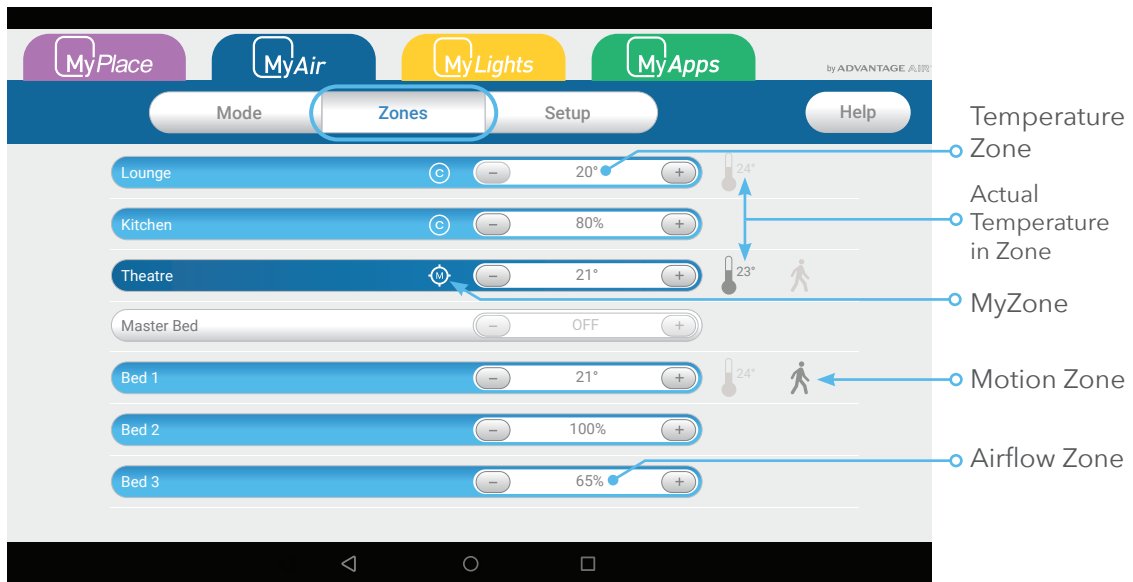 MyPlace
MyAir
MyLights
MyApps
by ADVANTAGE AIR
Mode
Zones
Setup
Help
Lounge C − 20° + 24°
Kitchen C − 80% +
Theatre M − 21° + 23°
Master Bed − OFF +
Bed 1 − 21° + 24°
Bed 2 − 100% +
Bed 3 − 65% +
Temperature
Zone
Actual
Temperature
in Zone
MyZone
Motion Zone
Airflow Zone